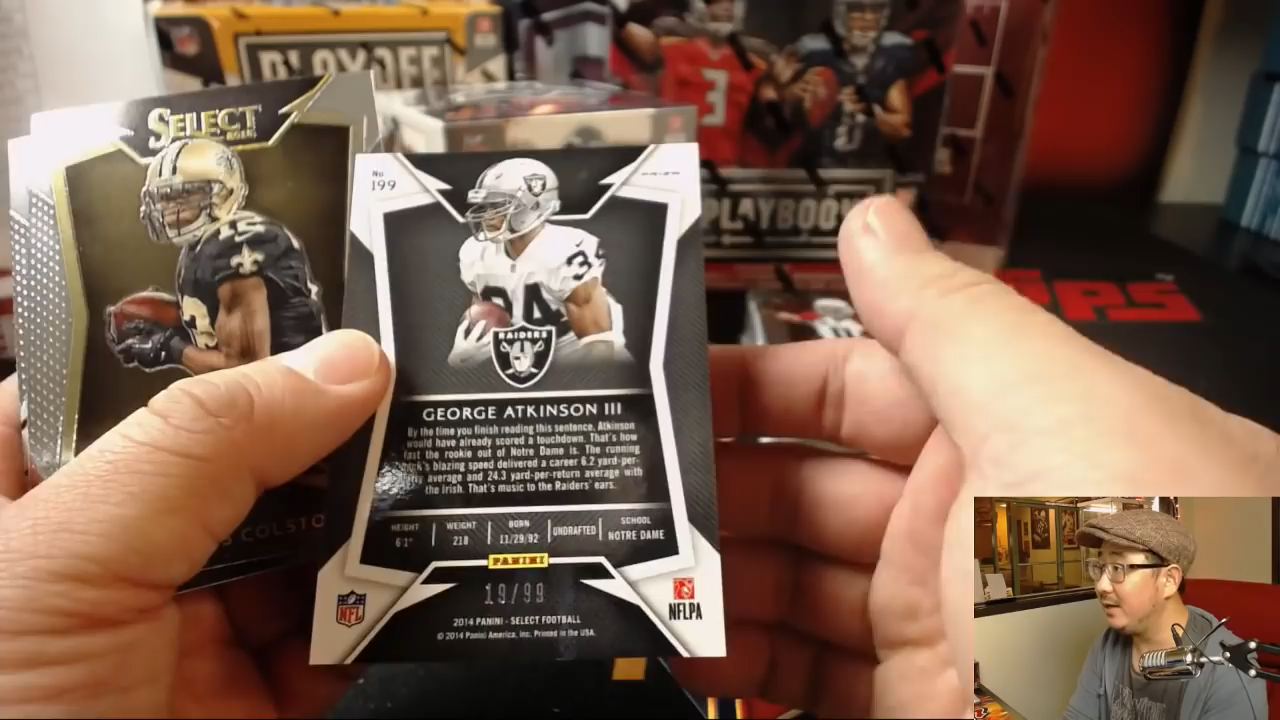 PLAYOFF
SELECT
No
199
3
PLAYBOOK
34
RAIDERS
GEORGE ATKINSON III
By the time you finish reading this sentence, Atkinson
would have already scored a touchdown. That's how
fast the rookie out of Notre Dame is. The running
blazing speed delivered a career 6.2 yard-per-
average and 24.3 yard-per-return average with
the Irish. That's music to the Raiders' ears.
HEIGHT
6'1"
WEIGHT
218
BORN
11/29/92
UNDRAFTED
SCHOOL
NOTRE DAME
COLSTO
PANINI
19/99
NFL
NFLPA
2014 PANINI - SELECT FOOTBALL
© 2014 Panini America, Inc. Printed in the USA.